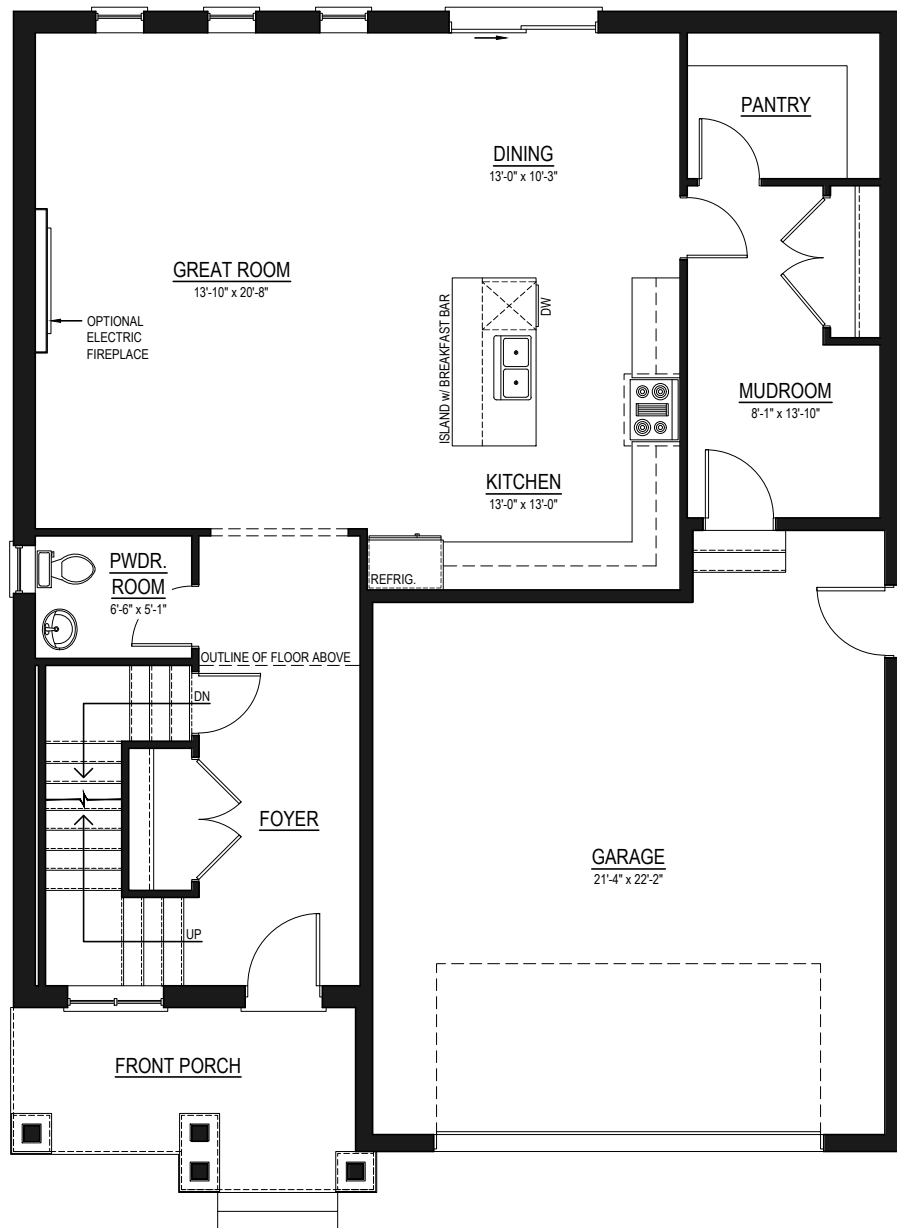 PANTRY
DINING
13'-0" x 10'-3"
GREAT ROOM
13'-10" x 20'-8"
OPTIONAL
ELECTRIC
FIREPLACE
ISLAND w/ BREAKFAST BAR
DW
MUDROOM
8'-1" x 13'-10"
KITCHEN
13'-0" x 13'-0"
REFRIG.
PWDR.
ROOM
6'-6" x 5'-1"
OUTLINE OF FLOOR ABOVE
DN
FOYER
GARAGE
21'-4" x 22'-2"
UP
FRONT PORCH